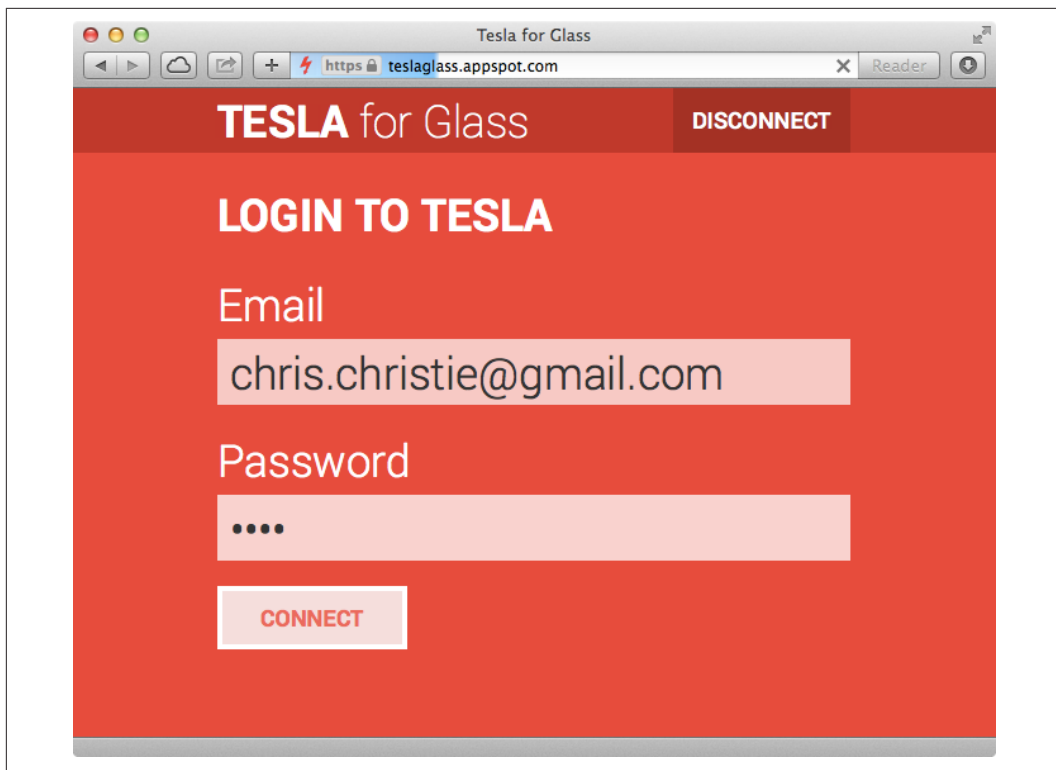 Tesla for Glass
https teslaglass.appspot.com Reader
TESLA for Glass DISCONNECT
LOGIN TO TESLA
Email
chris.christie@gmail.com
Password
••••
CONNECT